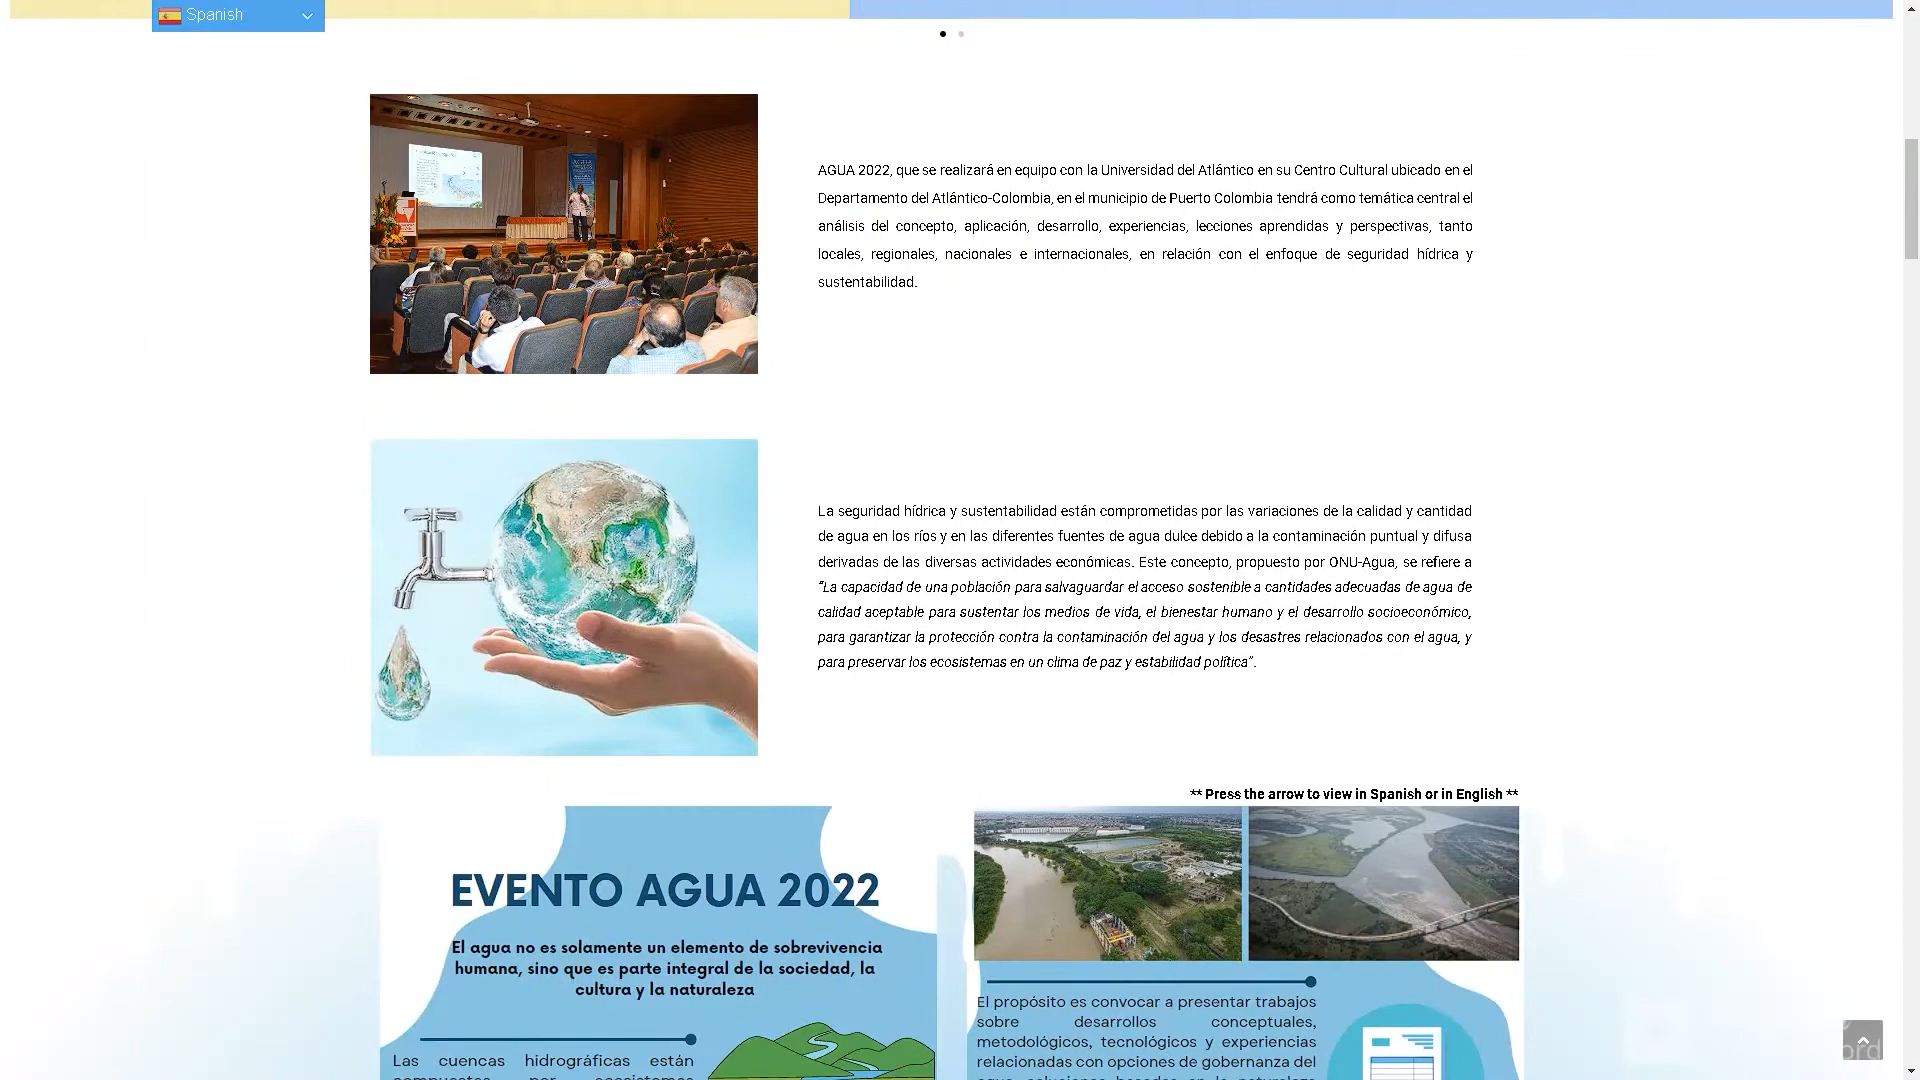 Spanish
AGUA 2022, que se realizará en equipo con la Universidad del Atlántico en su Centro Cultural ubicado en el
Departamento del Atlántico-Colombia, en el municipio de Puerto Colombia tendrá como temática central el
análisis del concepto, aplicación, desarrollo, experiencias, lecciones aprendidas y perspectivas, tanto
locales, regionales, nacionales e internacionales, en relación con el enfoque de seguridad hídrica y
sustentabilidad.
La seguridad hídrica y sustentabilidad están comprometidas por las variaciones de la calidad y cantidad
de agua en los ríos y en las diferentes fuentes de agua dulce debido a la contaminación puntual y difusa
derivadas de las diversas actividades económicas. Este concepto, propuesto por ONU-Agua, se refiere a
“La capacidad de una población para salvaguardar el acceso sostenible a cantidades adecuadas de agua de
calidad aceptable para sustentar los medios de vida, el bienestar humano y el desarrollo socioeconómico,
para garantizar la protección contra la contaminación del agua y los desastres relacionados con el agua, y
para preservar los ecosistemas en un clima de paz y estabilidad política”.
** Press the arrow to view in Spanish or in English **
EVENTO AGUA 2022
El agua no es solamente un elemento de sobrevivencia
humana, sino que es parte integral de la sociedad, la
cultura y la naturaleza
Las cuencas hidrográficas están
El propósito es convocar a presentar trabajos
sobre desarrollos conceptuales,
metodológicos, tecnológicos y experiencias
relacionadas con opciones de gobernanza del